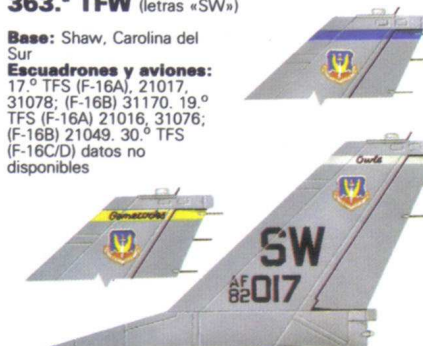 363.º TFW (letras «SW»)
Base: Shaw, Carolina del
Sur
Escuadrones y aviones:
17.º TFS (F-16A), 21017,
31078; (F-16B) 31170. 19.º
TFS (F-16A) 21016, 31076;
(F-16B) 21049. 30.º TFS
(F-16C/D) datos no
disponibles
Owls
Gamecocks
SW
AF
82 017